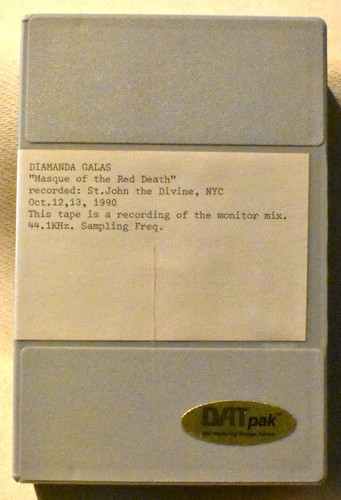 DIAMANDA GALAS
"Masque of the Red Death"
recorded: St.John the Divine, NYC
Oct.12,13, 1990
This tape is a recording of the monitor mix.
44.1KHz. Sampling Freq.
DATpak™